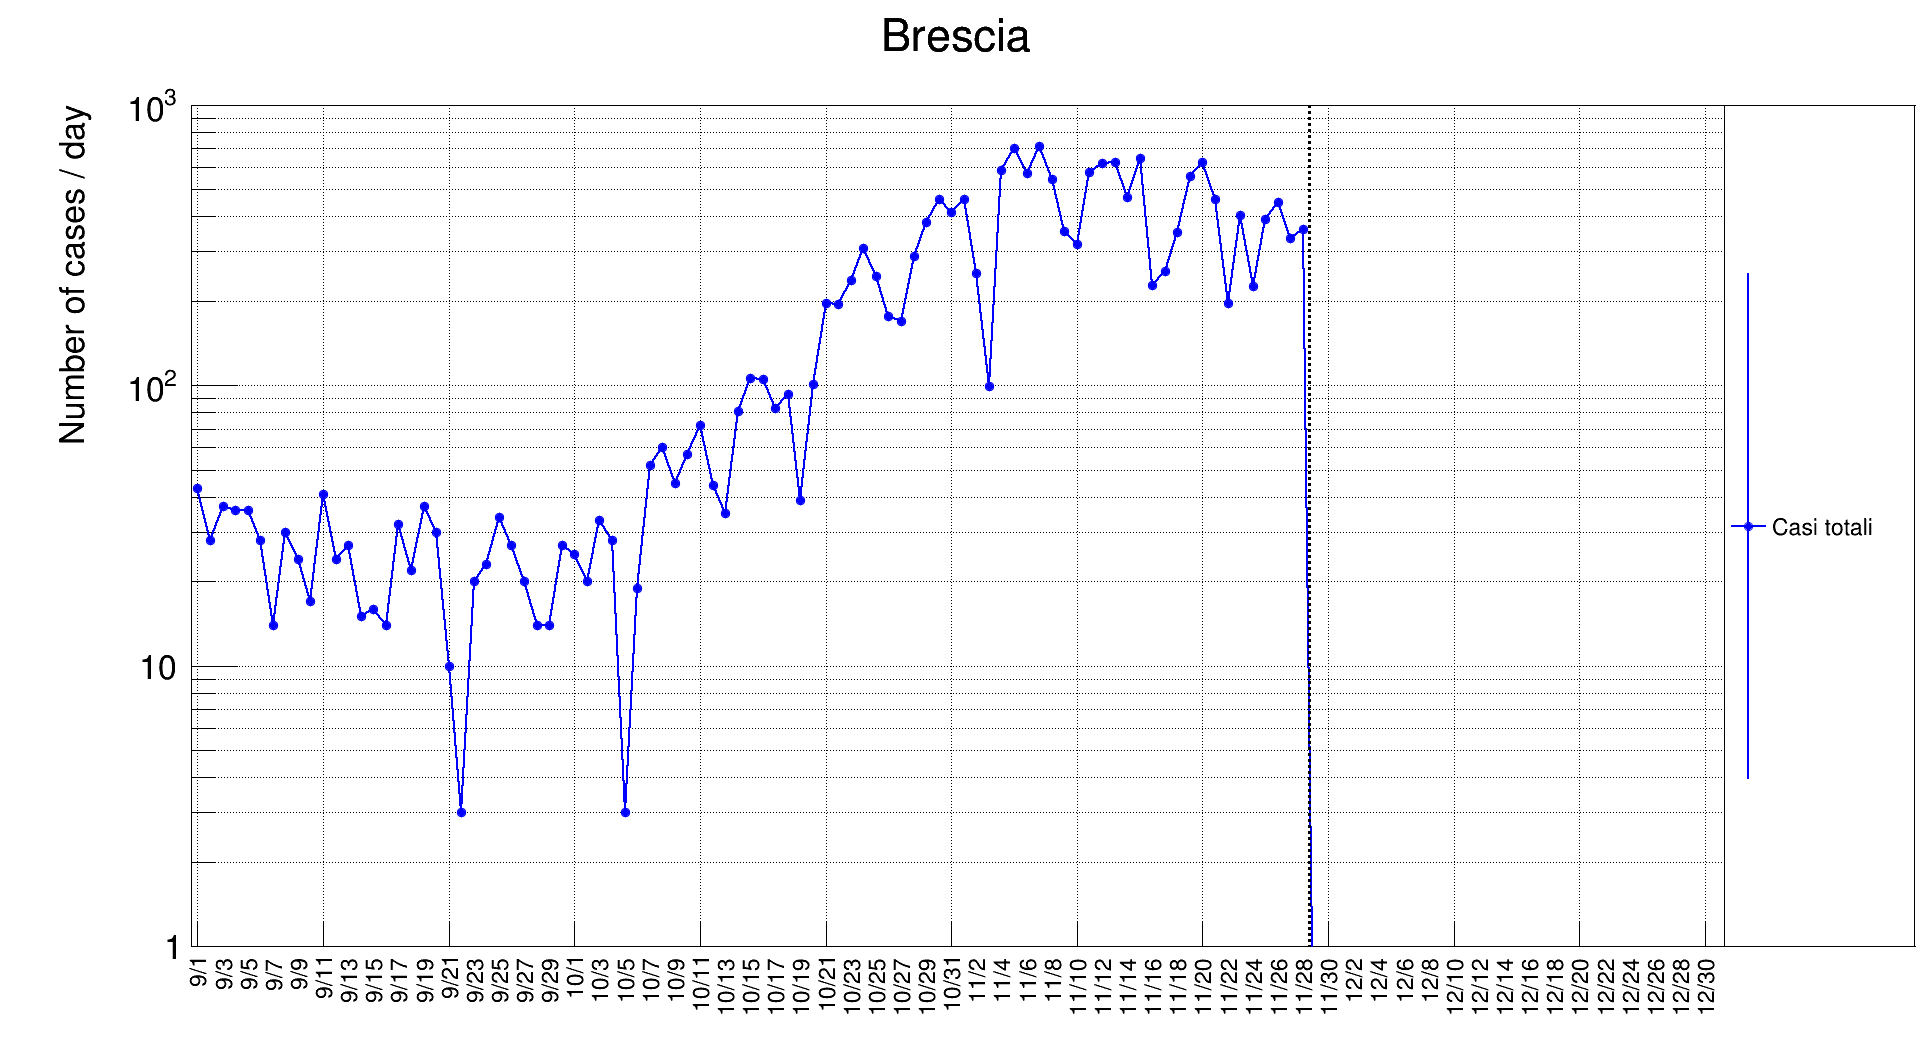 Brescia
Number of cases / day
10³
10²
10
1
9/1 9/3 9/5 9/7 9/9 9/11 9/13 9/15 9/17 9/19 9/21 9/23 9/25 9/27 9/29 10/1 10/3 10/5 10/7 10/9 10/11 10/13 10/15 10/17 10/19 10/21 10/23 10/25 10/27 10/29 10/31 11/2 11/4 11/6 11/8 11/10 11/12 11/14 11/16 11/18 11/20 11/22 11/24 11/26 11/28 11/30 12/2 12/4 12/6 12/8 12/10 12/12 12/14 12/16 12/18 12/20 12/22 12/24 12/26 12/28 12/30
Casi totali